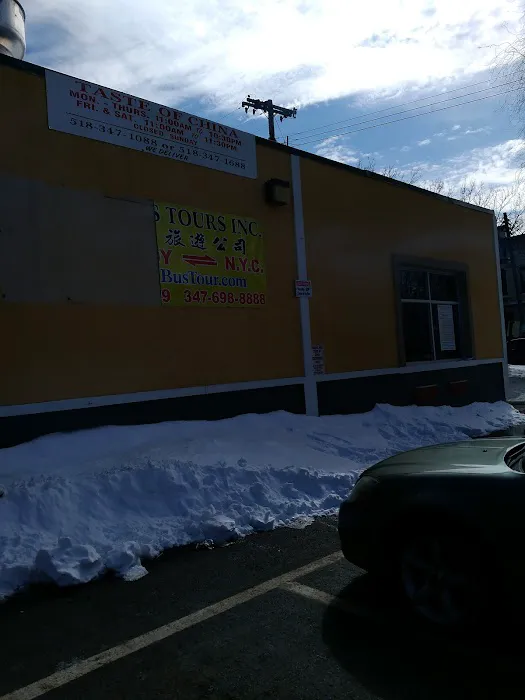 TASTE OF CHINA
MON. - THURS. 11:00AM @ 10:30PM
FRI. & SAT'S 11:00AM @ 11:30PM
CLOSED SUNDAY
518-347-1088 or 518-347-1688
WE DELIVER
S TOURS INC.
旅遊公司
Y N.Y.C.
BusTour.com
9 347-698-8888